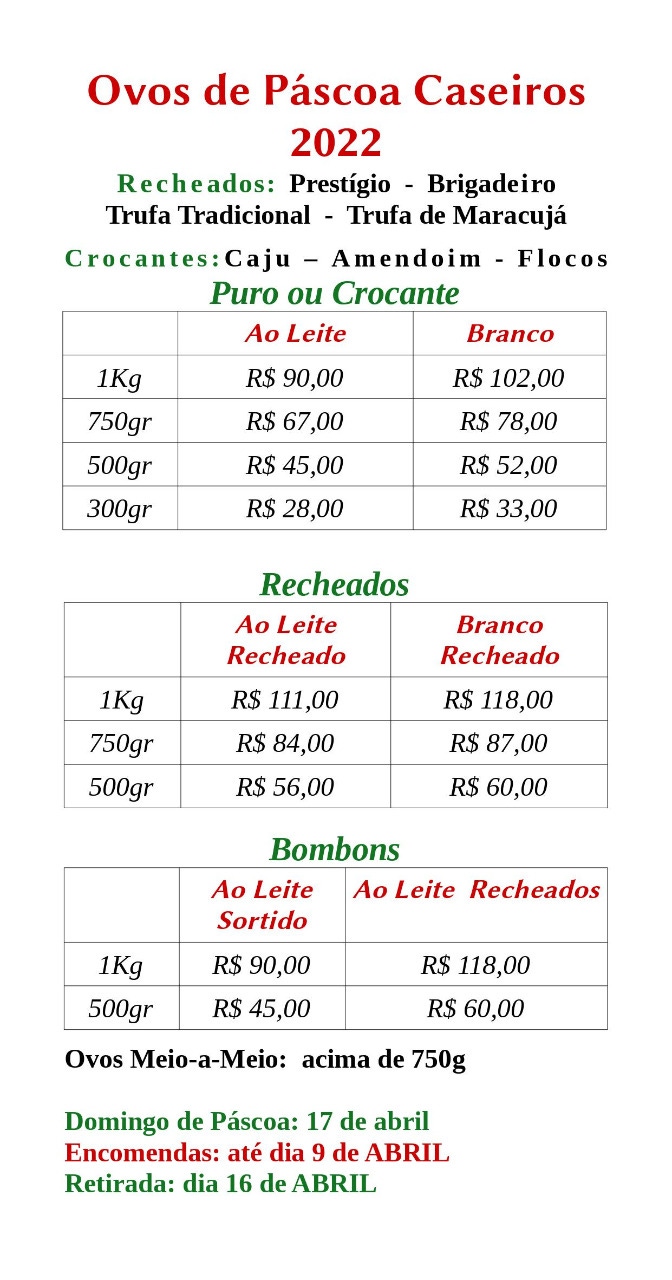 Ovos de Páscoa Caseiros
2022
Recheados: Prestígio - Brigadeiro
Trufa Tradicional - Trufa de Maracujá
Crocantes: Caju – Amendoim - Flocos
Puro ou Crocante
Ao Leite Branco
1Kg R$ 90,00 R$ 102,00
750gr R$ 67,00 R$ 78,00
500gr R$ 45,00 R$ 52,00
300gr R$ 28,00 R$ 33,00
Recheados
Ao Leite Branco
Recheado Recheado
1Kg R$ 111,00 R$ 118,00
750gr R$ 84,00 R$ 87,00
500gr R$ 56,00 R$ 60,00
Bombons
Ao Leite Ao Leite Recheados
Sortido
1Kg R$ 90,00 R$ 118,00
500gr R$ 45,00 R$ 60,00
Ovos Meio-a-Meio: acima de 750g
Domingo de Páscoa: 17 de abril
Encomendas: até dia 9 de ABRIL
Retirada: dia 16 de ABRIL